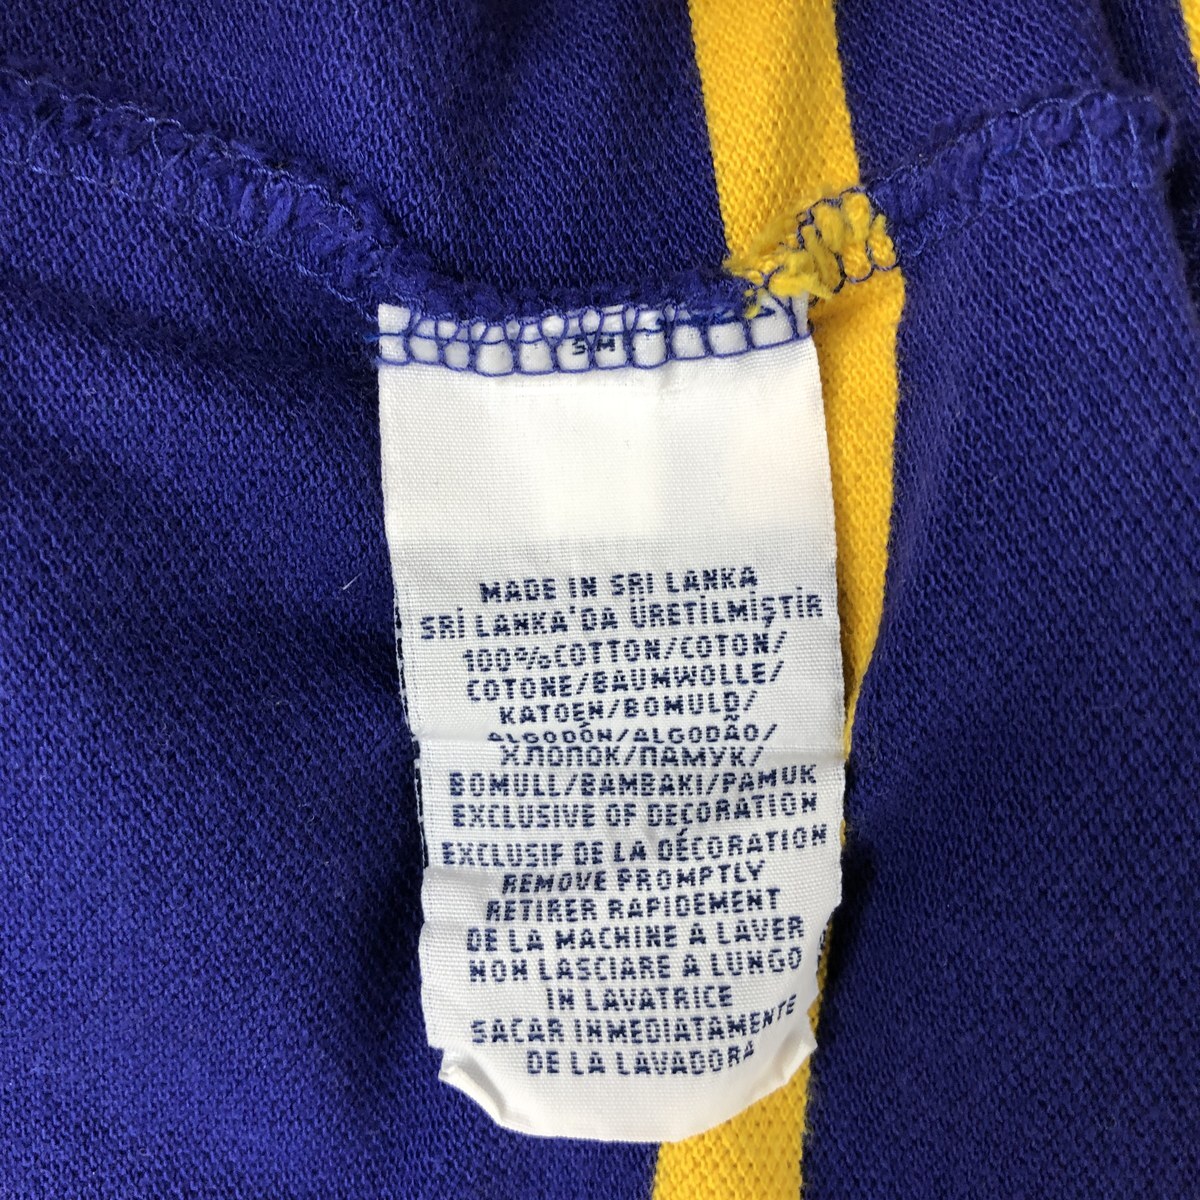 SM
MADE IN SRI LANKA
SRİ LANKA'DA ÜRETİLMİŞTİR
100%COTTON/COTON/
COTONE/BAUMWOLLE/
KATOEN/BOMULD/
ALGODÓN/ALGODÃO/
ХЛОПОК/ПАМУК/
BOMULL/BAMBAKI/PAMUK
EXCLUSIVE OF DECORATION
EXCLUSIF DE LA DÉCORATION
REMOVE PROMPTLY
RETIRER RAPIDEMENT
DE LA MACHINE A LAVER
NON LASCIARE A LUNGO
IN LAVATRICE
SACAR INMEDIATAMENTE
DE LA LAVADORA